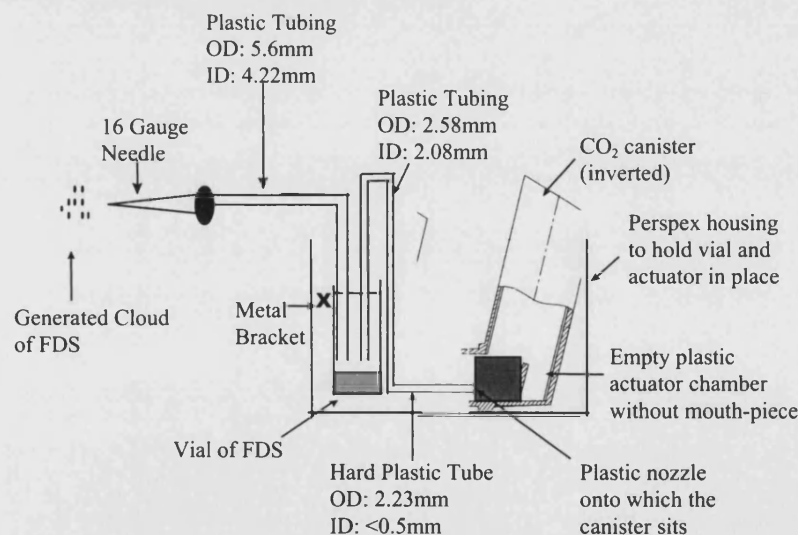 Plastic Tubing
OD: 5.6mm
ID: 4.22mm
16 Gauge
Needle
Plastic Tubing
OD: 2.58mm
ID: 2.08mm
CO₂ canister
(inverted)
Perspex housing
to hold vial and
actuator in place
Generated Cloud
of FDS
Metal
Bracket
X
Empty plastic
actuator chamber
without mouth-piece
Vial of FDS
Hard Plastic Tube
OD: 2.23mm
ID: <0.5mm
Plastic nozzle
onto which the
canister sits